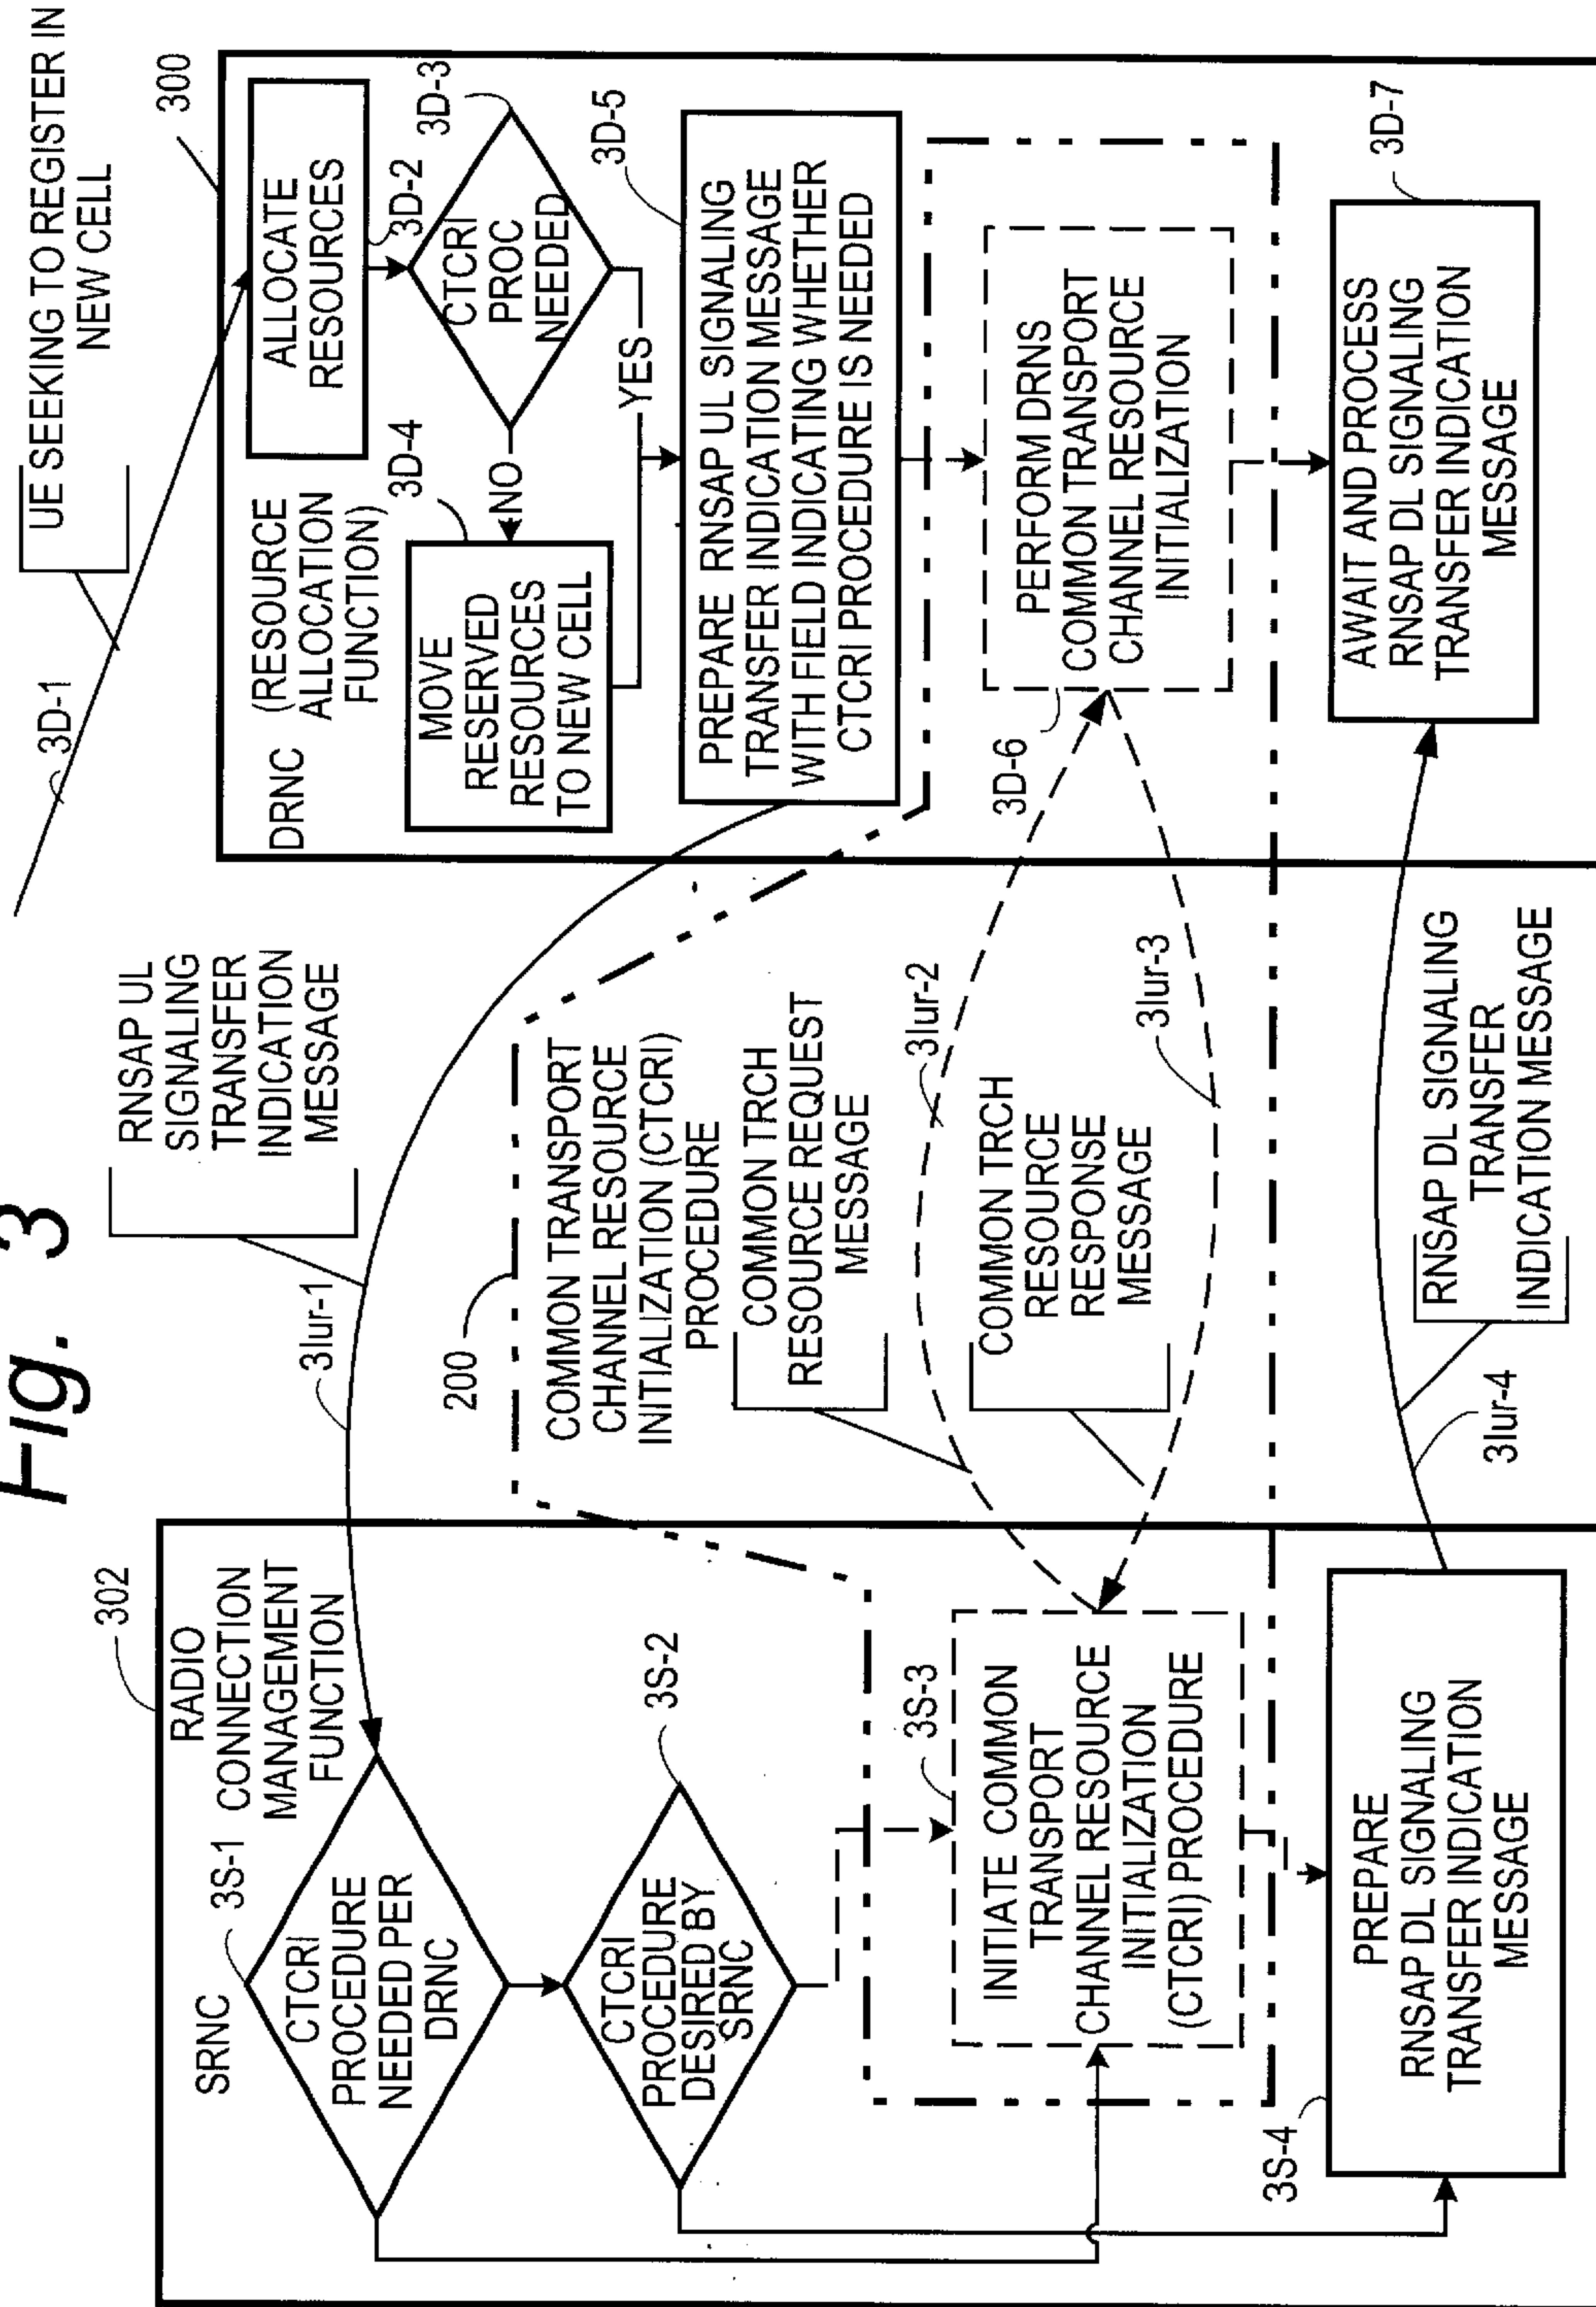 Fig. 3
302
SRNC
RADIO
CONNECTION
MANAGEMENT
FUNCTION
3S-1
CTCRI
PROCEDURE
NEEDED PER
DRNC
3S-2
CTCRI
PROCEDURE
DESIRED BY
SRNC
3S-3
INITIATE COMMON
TRANSPORT
CHANNEL RESOURCE
INITIALIZATION
(CTCRI) PROCEDURE
3S-4
PREPARE
RNSAP DL SIGNALING
TRANSFER INDICATION
MESSAGE
RNSAP UL
SIGNALING
TRANSFER
INDICATION
MESSAGE
3Iur-1
200
COMMON TRANSPORT
CHANNEL RESOURCE
INITIALIZATION (CTCRI)
PROCEDURE
COMMON TRCH
RESOURCE REQUEST
MESSAGE
3Iur-2
COMMON TRCH
RESOURCE
RESPONSE
MESSAGE
3Iur-3
RNSAP DL SIGNALING
TRANSFER
INDICATION MESSAGE
3Iur-4
3D-1
UE SEEKING TO REGISTER IN
NEW CELL
300
DRNC
(RESOURCE
ALLOCATION
FUNCTION)
ALLOCATE
RESOURCES
3D-2
3D-3
CTCRI
PROC
NEEDED
NO
YES
3D-4
MOVE
RESERVED
RESOURCES
TO NEW CELL
3D-5
PREPARE RNSAP UL SIGNALING
TRANSFER INDICATION MESSAGE
WITH FIELD INDICATING WHETHER
CTCRI PROCEDURE IS NEEDED
3D-6
PERFORM DRNS
COMMON TRANSPORT
CHANNEL RESOURCE
INITIALIZATION
3D-7
AWAIT AND PROCESS
RNSAP DL SIGNALING
TRANSFER INDICATION
MESSAGE